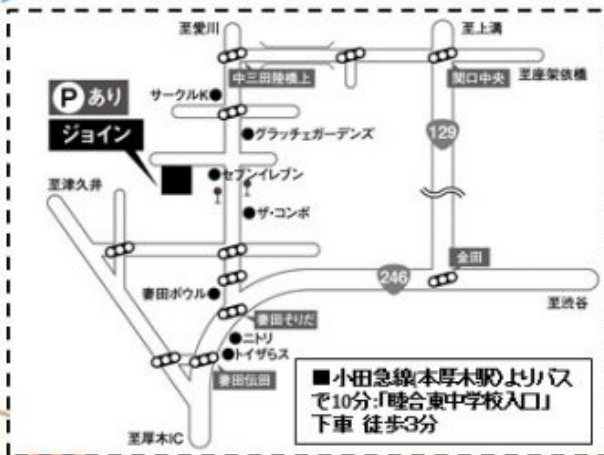 至愛川
至上溝
中三田陸橋上
関口中央
至座架依橋
Pあり
サークルK
ジョイン
グラッチェガーデンズ
129
セブンイレブン
至津久井
ザ・コンボ
金田
246
妻田ボウル
至渋谷
妻田そりだ
ニトリ
トイザらス
妻田伝田
■小田急線(本厚木駅)よりバス
で10分:「睦合東中学校入口」
下車 徒歩3分
至厚木IC